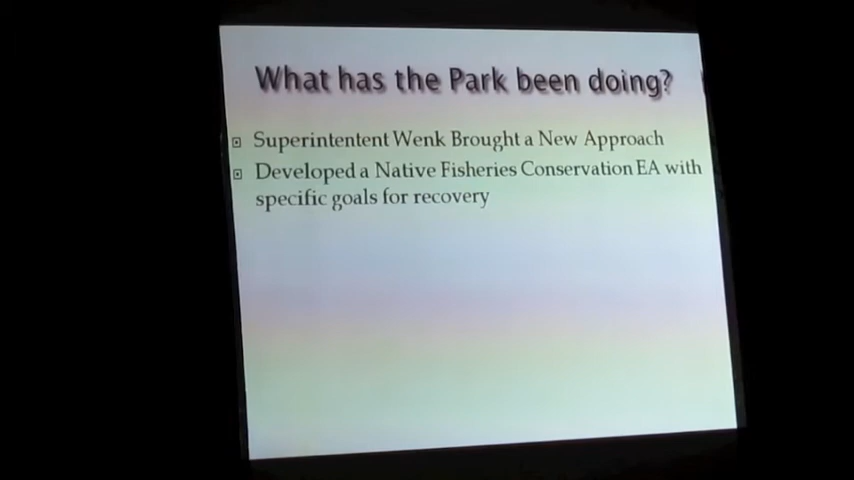 What has the Park been doing?
Superintentent Wenk Brought a New Approach
Developed a Native Fisheries Conservation EA with
specific goals for recovery